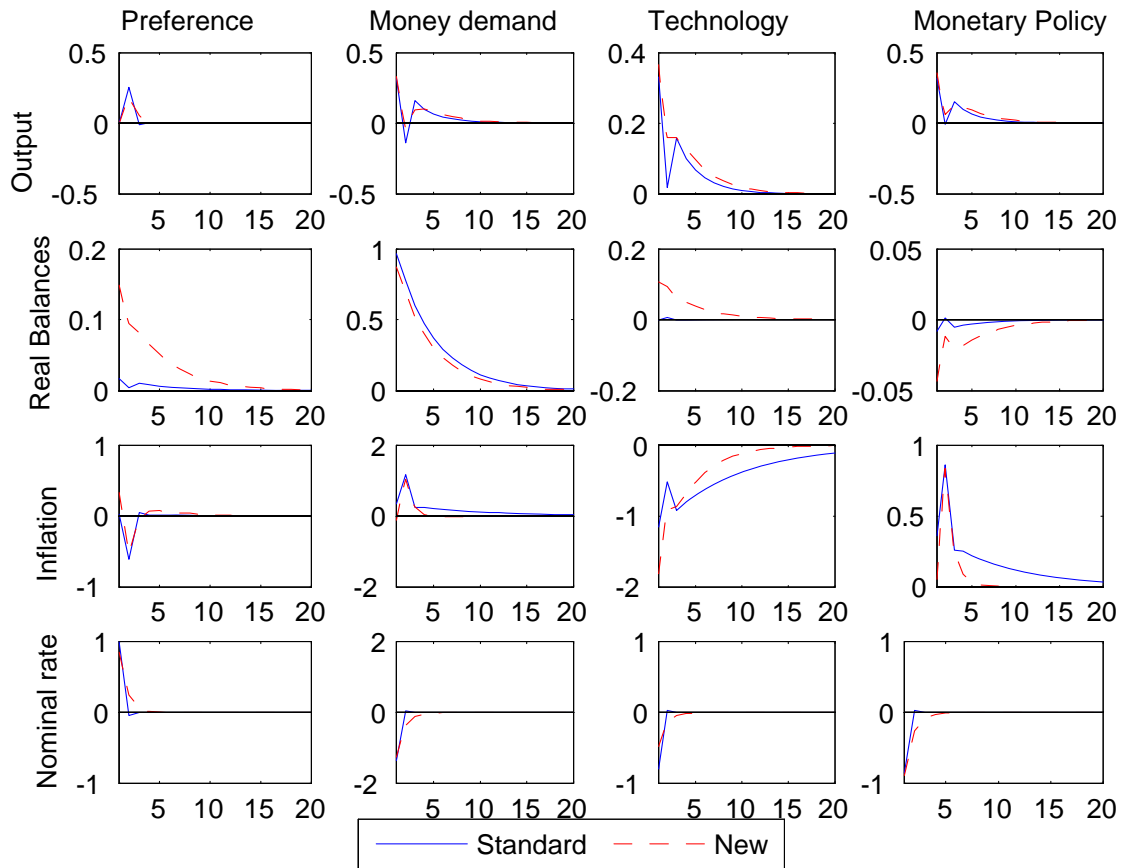 Preference Money demand Technology Monetary Policy
Output
0.5 0.5 0.4 0.5
0 0 0.2 0
-0.5 -0.5 0 -0.5
5 10 15 20 5 10 15 20 5 10 15 20 5 10 15 20
Real Balances
0.2 1 0.2 0.05
0.1 0.5 0 0
0 0 -0.2 -0.05
5 10 15 20 5 10 15 20 5 10 15 20 5 10 15 20
Inflation
1 2 0 1
0 0 -1 0.5
-1 -2 -2 0
5 10 15 20 5 10 15 20 5 10 15 20 5 10 15 20
Nominal rate
1 2 1 1
0 0 0 0
-1 -2 -1 -1
5 10 15 20 5 10 15 20 5 10 15 20 5 10 15 20
Standard New